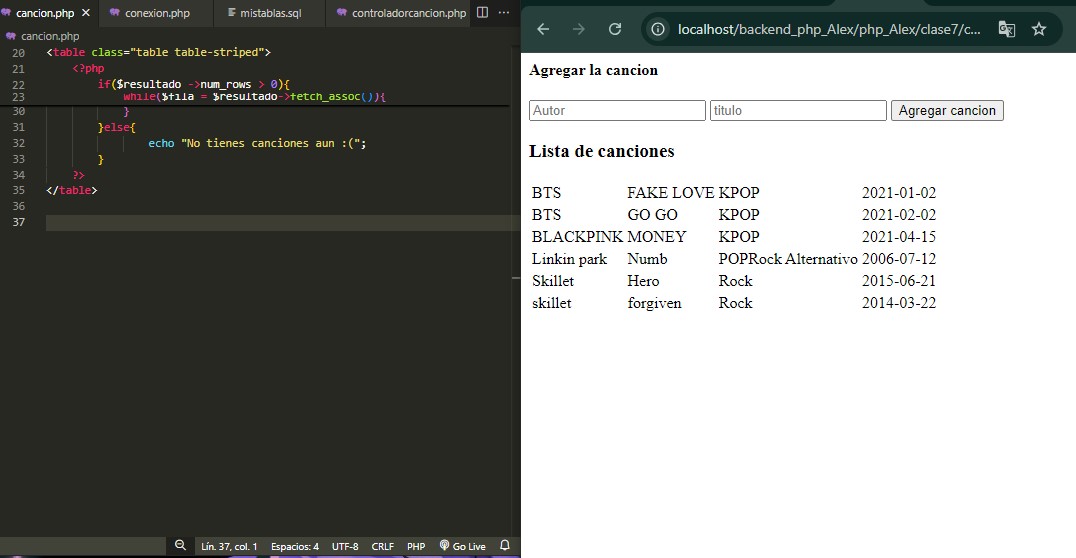 cancion.php
conexion.php
mistablas.sql
controladorcancion.php
cancion.php
20 <table class="table table-striped">
21 <?php
22 if($resultado ->num_rows > 0){
23 while($fila = $resultado->fetch_assoc()){
30 }
31 }else{
32 echo "No tienes canciones aun :(";
33 }
34 ?>
35 </table>
36
37
Lín. 37, col. 1 Espacios: 4 UTF-8 CRLF PHP Go Live
localhost/backend_php_Alex/php_Alex/clase7/c...
Agregar la cancion
Autor titulo Agregar cancion
Lista de canciones
BTS FAKE LOVE KPOP 2021-01-02
BTS GO GO KPOP 2021-02-02
BLACKPINK MONEY KPOP 2021-04-15
Linkin park Numb POPRock Alternativo 2006-07-12
Skillet Hero Rock 2015-06-21
skillet forgiven Rock 2014-03-22